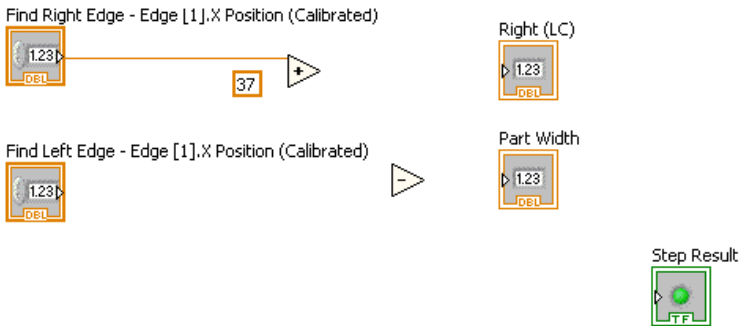 Find Right Edge - Edge [1].X Position (Calibrated)
Right (LC)
1.23
DBL
+
1.23
DBL
37
Find Left Edge - Edge [1].X Position (Calibrated)
Part Width
1.23
DBL
-
1.23
DBL
Step Result
TF